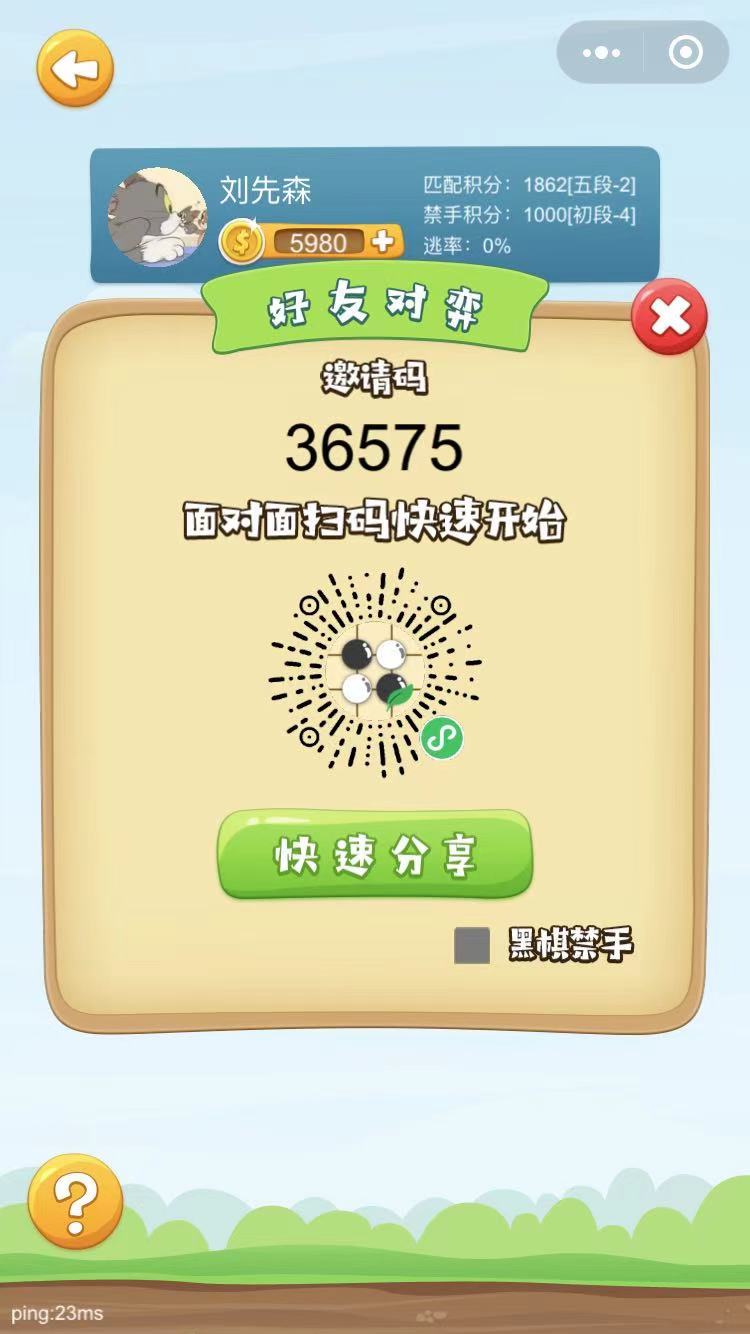 刘先森
5980
匹配积分：1862[五段-2]
禁手积分：1000[初段-4]
逃率：0%
好友对弈
邀请码
36575
面对面扫码快速开始
快速分享
黑棋禁手
?
ping:23ms